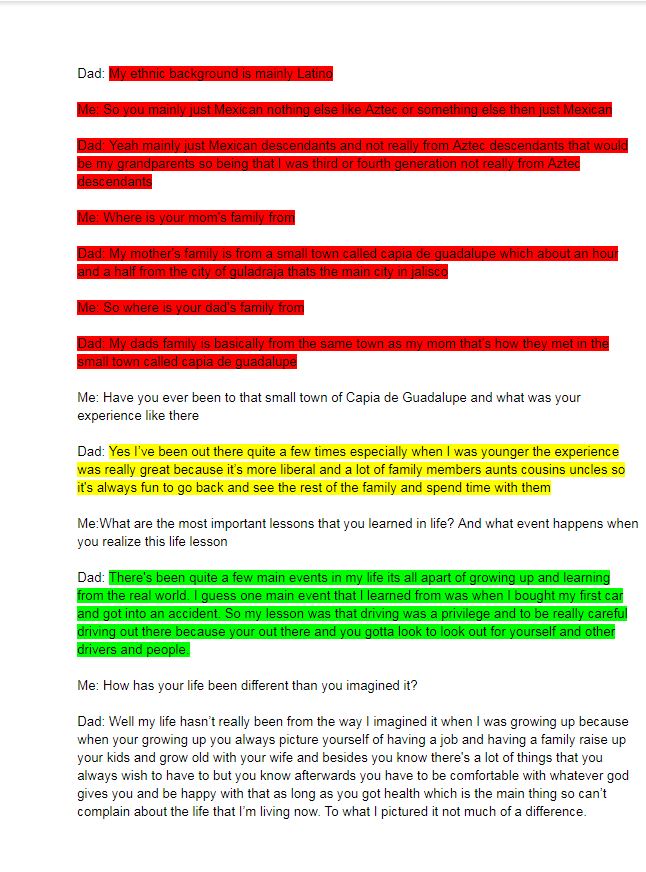 Dad: My ethnic background is mainly Latino
Me: So you mainly just Mexican nothing else like Aztec or something else then just Mexican
Dad: Yeah mainly just Mexican descendants and not really from Aztec descendants that would
be my grandparents so being that I was third or fourth generation not really from Aztec
descendants
Me: Where is your mom's family from
Dad: My mother's family is from a small town called capia de guadalupe which about an hour
and a half from the city of guladraja thats the main city in jalisco
Me: So where is your dad's family from
Dad: My dads family is basically from the same town as my mom that's how they met in the
small town called capia de guadalupe
Me: Have you ever been to that small town of Capia de Guadalupe and what was your
experience like there
Dad: Yes I've been out there quite a few times especially when I was younger the experience
was really great because it's more liberal and a lot of family members aunts cousins uncles so
it's always fun to go back and see the rest of the family and spend time with them
Me:What are the most important lessons that you learned in life? And what event happens when
you realize this life lesson
Dad: There's been quite a few main events in my life its all apart of growing up and learning
from the real world. I guess one main event that I learned from was when I bought my first car
and got into an accident. So my lesson was that driving was a privilege and to be really careful
driving out there because your out there and you gotta look to look out for yourself and other
drivers and people.
Me: How has your life been different than you imagined it?
Dad: Well my life hasn't really been from the way I imagined it when I was growing up because
when your growing up you always picture yourself of having a job and having a family raise up
your kids and grow old with your wife and besides you know there's a lot of things that you
always wish to have to but you know afterwards you have to be comfortable with whatever god
gives you and be happy with that as long as you got health which is the main thing so can't
complain about the life that I'm living now. To what I pictured it not much of a difference.